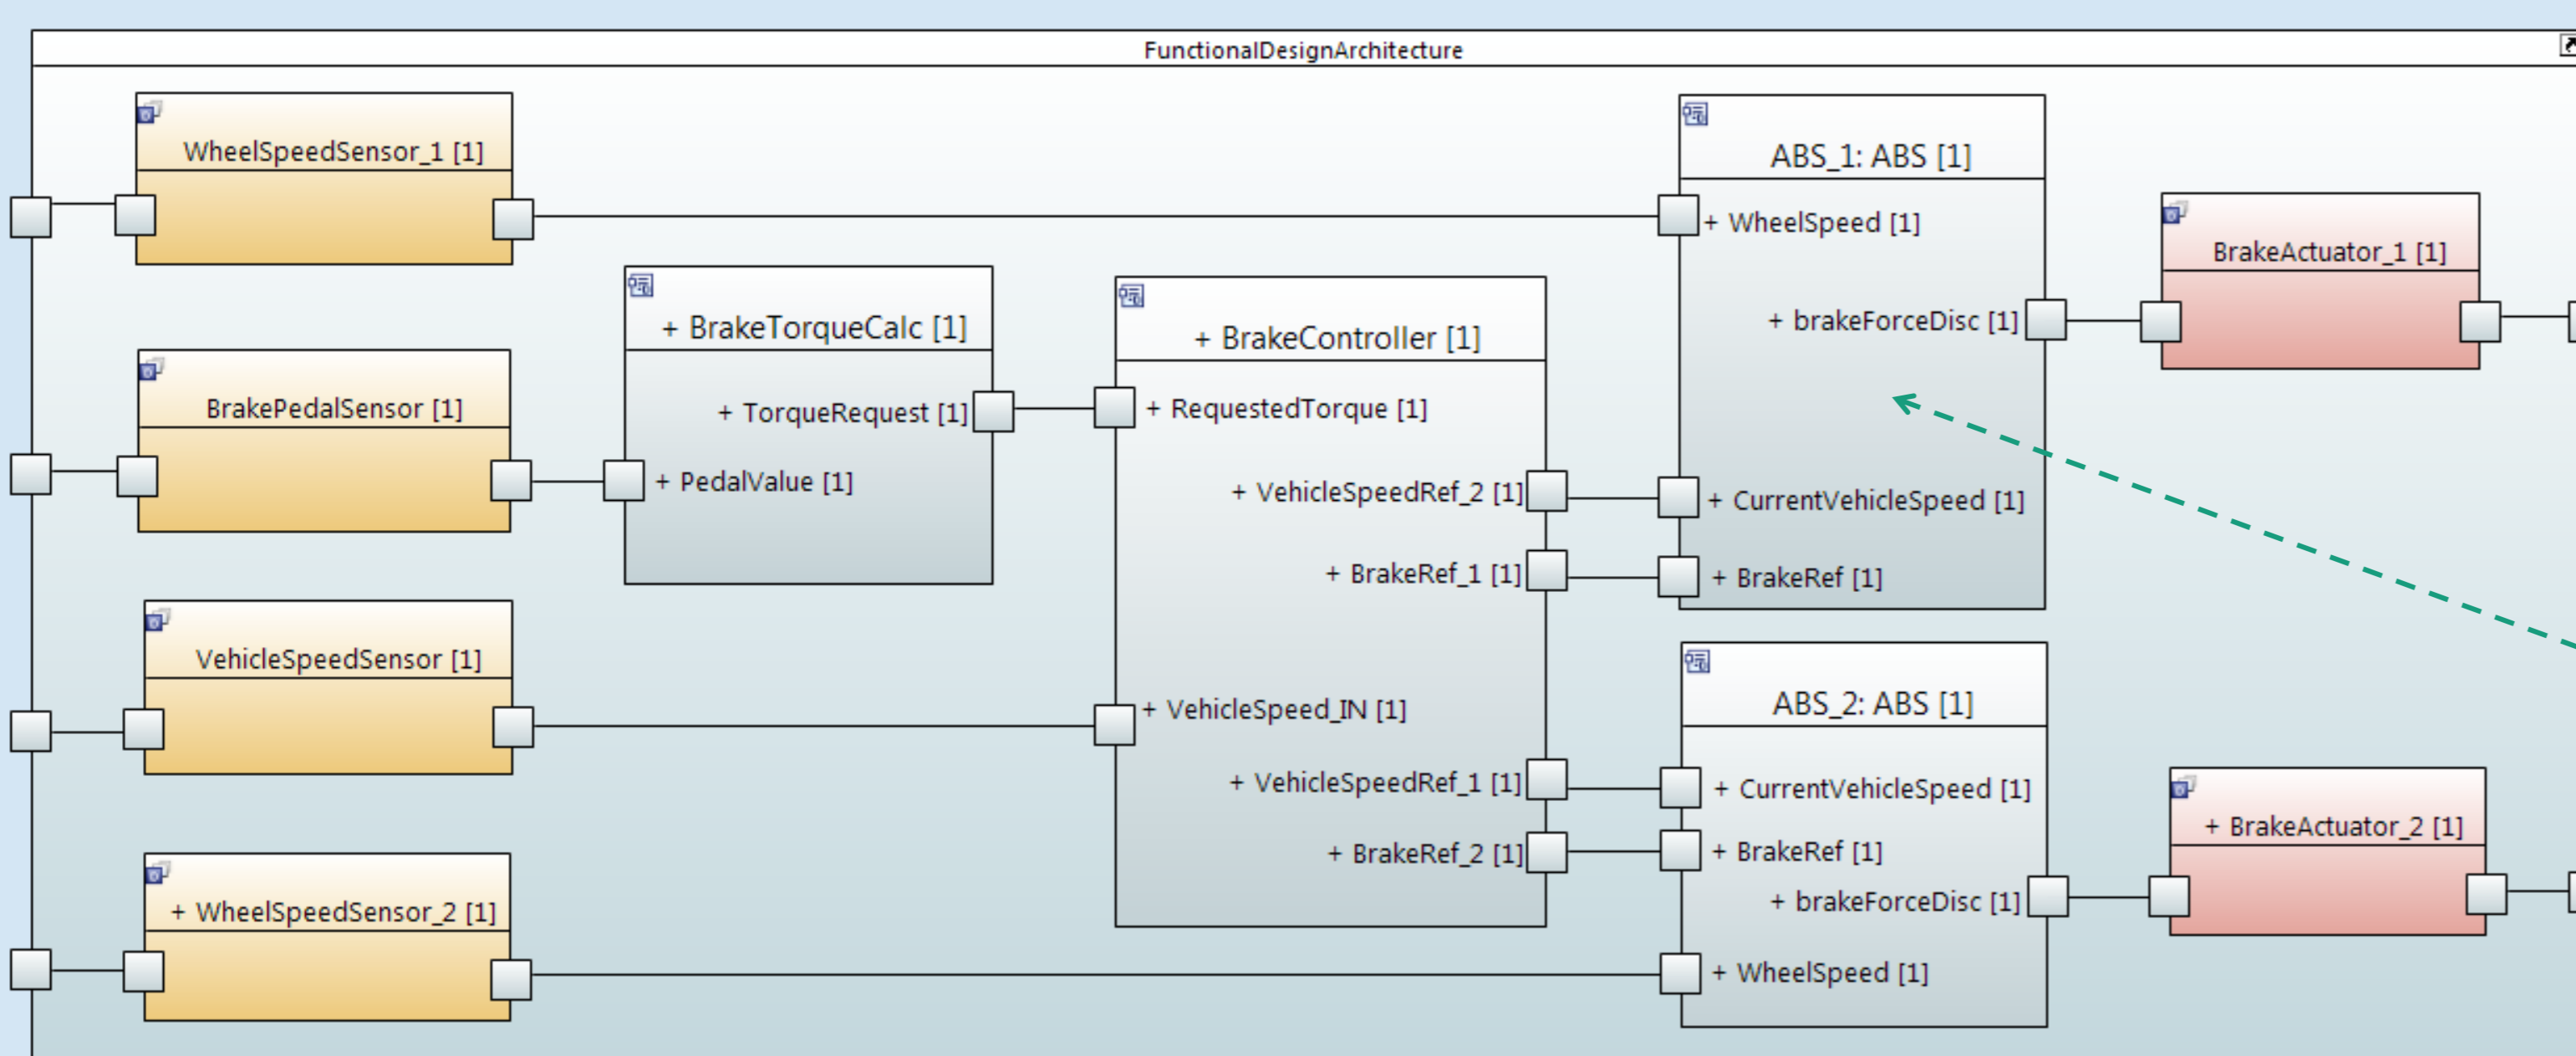 FunctionalDesignArchitecture
WheelSpeedSensor_1 [1]
BrakePedalSensor [1]
VehicleSpeedSensor [1]
+ WheelSpeedSensor_2 [1]
+ BrakeTorqueCalc [1]
+ TorqueRequest [1]
+ PedalValue [1]
+ BrakeController [1]
+ RequestedTorque [1]
+ VehicleSpeedRef_2 [1]
+ BrakeRef_1 [1]
+ VehicleSpeed_IN [1]
+ VehicleSpeedRef_1 [1]
+ BrakeRef_2 [1]
ABS_1: ABS [1]
+ WheelSpeed [1]
+ brakeForceDisc [1]
+ CurrentVehicleSpeed [1]
+ BrakeRef [1]
ABS_2: ABS [1]
+ CurrentVehicleSpeed [1]
+ BrakeRef [1]
+ brakeForceDisc [1]
+ WheelSpeed [1]
BrakeActuator_1 [1]
+ BrakeActuator_2 [1]